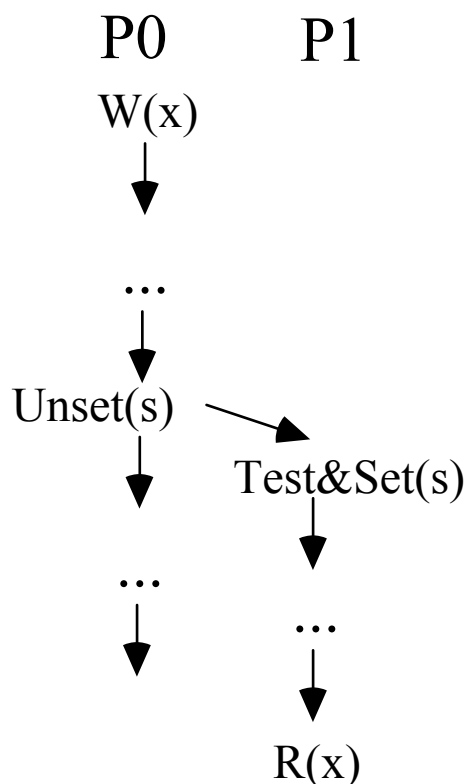 P0 P1
W(x)
...
Unset(s)
Test&Set(s)
...
...
R(x)